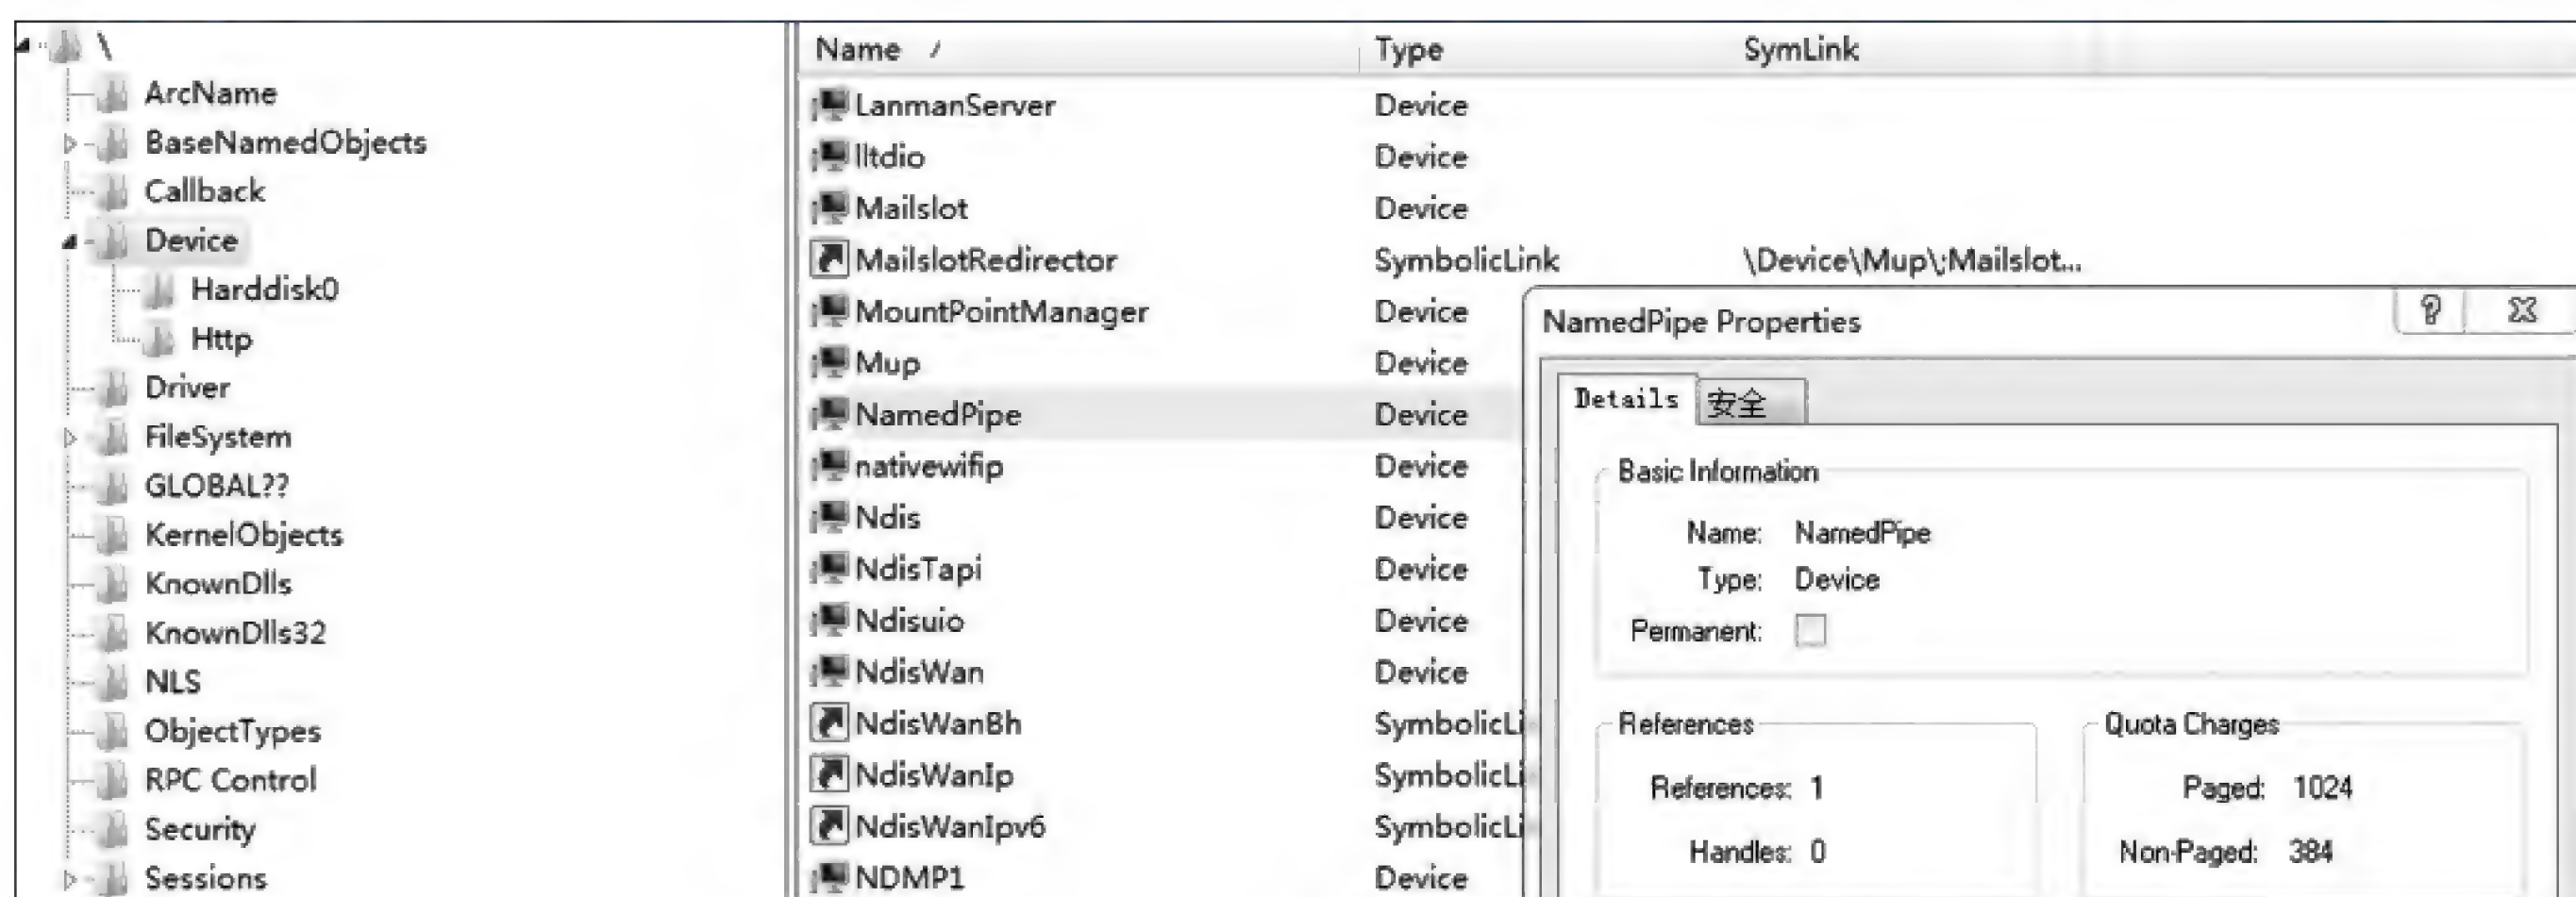 \
ArcName
BaseNamedObjects
Callback
Device
Harddisk0
Http
Driver
FileSystem
GLOBAL??
KernelObjects
KnownDlls
KnownDlls32
NLS
ObjectTypes
RPC Control
Security
Sessions
Name / Type SymLink
LanmanServer Device
lltdio Device
Mailslot Device
MailslotRedirector SymbolicLink \Device\Mup\;Mailslot...
MountPointManager Device
Mup Device
NamedPipe Device
nativewifip Device
Ndis Device
NdisTapi Device
Ndisuio Device
NdisWan Device
NdisWanBh SymbolicLi
NdisWanIp SymbolicLi
NdisWanIpv6 SymbolicLi
NDMP1 Device
NamedPipe Properties
Details 安全
Basic Information
Name: NamedPipe
Type: Device
Permanent:
References
References: 1
Handles: 0
Quota Charges
Paged: 1024
Non-Paged: 384